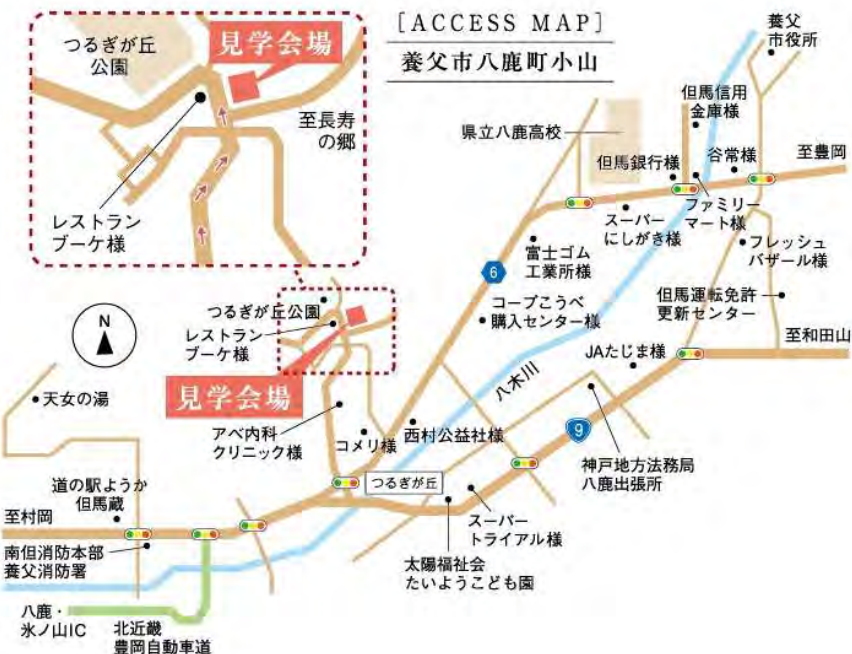 [ACCESS MAP]
養父市八鹿町小山
つるぎが丘
公園
見学会場
至長寿
の郷
レストラン
ブーケ様
養父
市役所
但馬信用
金庫様
県立八鹿高校
但馬銀行様
谷常様
至豊岡
ファミリー
マート様
スーパー
にしがき様
フレッシュ
バザール様
富士ゴム
工業所様
6
コープこうべ
購入センター様
但馬運転免許
更新センター
至和田山
JAたじま様
八木川
N
つるぎが丘公園
レストラン
ブーケ様
見学会場
天女の湯
アベ内科
クリニック様
コメリ様
西村公益社様
9
神戸地方法務局
八鹿出張所
つるぎが丘
道の駅ようか
但馬蔵
至村岡
スーパー
トライアル様
南但消防本部
養父消防署
太陽福祉会
たいようこども園
八鹿・
氷ノ山IC
北近畿
豊岡自動車道